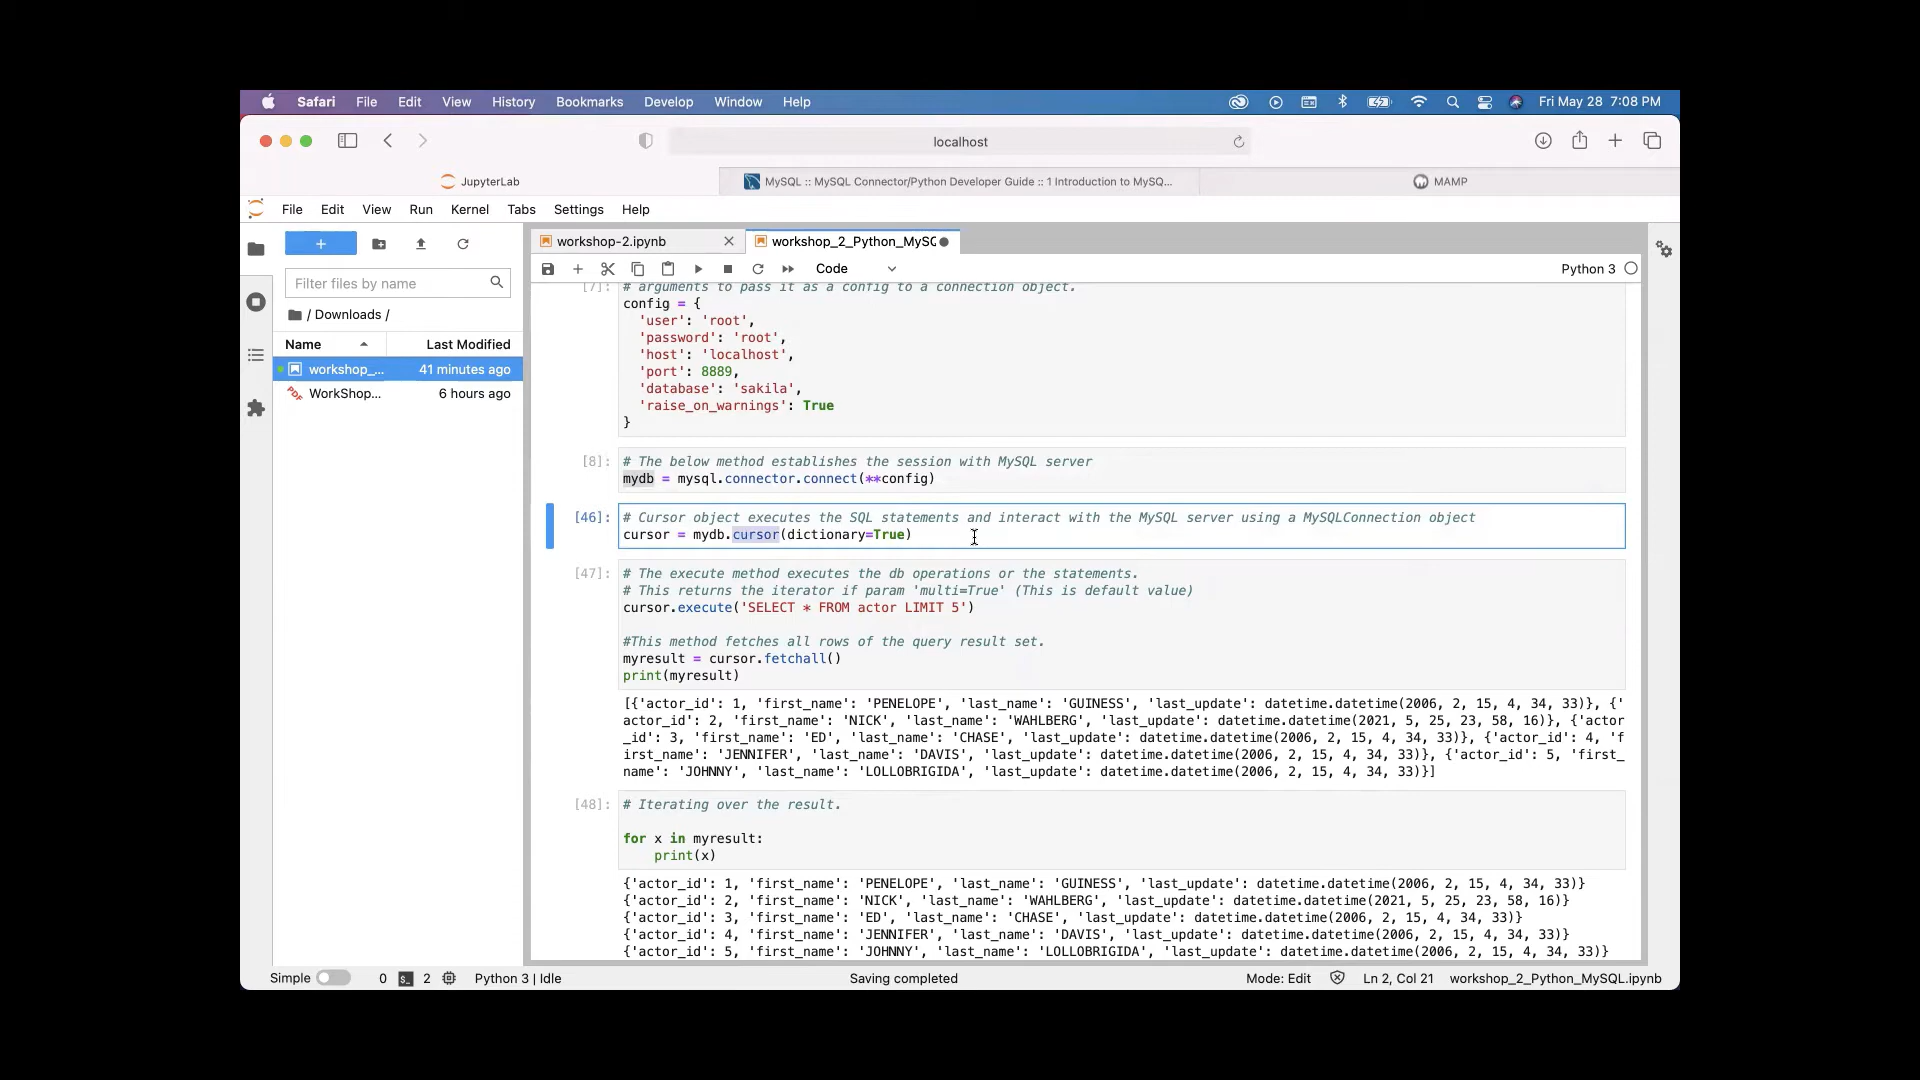 Safari File Edit View History Bookmarks Develop Window Help Fri May 28 7:08 PM
localhost
JupyterLab MySQL :: MySQL Connector/Python Developer Guide :: 1 Introduction to MySQ... MAMP
File Edit View Run Kernel Tabs Settings Help
workshop-2.ipynb workshop_2_Python_MySQ
Code Python 3
Filter files by name
/ Downloads /
Name Last Modified
workshop_... 41 minutes ago
WorkShop... 6 hours ago
[7]: # arguments to pass it as a config to a connection object.
config = {
'user': 'root',
'password': 'root',
'host': 'localhost',
'port': 8889,
'database': 'sakila',
'raise_on_warnings': True
}
[8]: # The below method establishes the session with MySQL server
mydb = mysql.connector.connect(**config)
[46]: # Cursor object executes the SQL statements and interact with the MySQL server using a MySQLConnection object
cursor = mydb.cursor(dictionary=True)
[47]: # The execute method executes the db operations or the statements.
# This returns the iterator if param 'multi=True' (This is default value)
cursor.execute('SELECT * FROM actor LIMIT 5')
#This method fetches all rows of the query result set.
myresult = cursor.fetchall()
print(myresult)
[{'actor_id': 1, 'first_name': 'PENELOPE', 'last_name': 'GUINESS', 'last_update': datetime.datetime(2006, 2, 15, 4, 34, 33)}, {'
actor_id': 2, 'first_name': 'NICK', 'last_name': 'WAHLBERG', 'last_update': datetime.datetime(2021, 5, 25, 23, 58, 16)}, {'actor
_id': 3, 'first_name': 'ED', 'last_name': 'CHASE', 'last_update': datetime.datetime(2006, 2, 15, 4, 34, 33)}, {'actor_id': 4, 'f
irst_name': 'JENNIFER', 'last_name': 'DAVIS', 'last_update': datetime.datetime(2006, 2, 15, 4, 34, 33)}, {'actor_id': 5, 'first_
name': 'JOHNNY', 'last_name': 'LOLLOBRIGIDA', 'last_update': datetime.datetime(2006, 2, 15, 4, 34, 33)}]
[48]: # Iterating over the result.
for x in myresult:
print(x)
{'actor_id': 1, 'first_name': 'PENELOPE', 'last_name': 'GUINESS', 'last_update': datetime.datetime(2006, 2, 15, 4, 34, 33)}
{'actor_id': 2, 'first_name': 'NICK', 'last_name': 'WAHLBERG', 'last_update': datetime.datetime(2021, 5, 25, 23, 58, 16)}
{'actor_id': 3, 'first_name': 'ED', 'last_name': 'CHASE', 'last_update': datetime.datetime(2006, 2, 15, 4, 34, 33)}
{'actor_id': 4, 'first_name': 'JENNIFER', 'last_name': 'DAVIS', 'last_update': datetime.datetime(2006, 2, 15, 4, 34, 33)}
{'actor_id': 5, 'first_name': 'JOHNNY', 'last_name': 'LOLLOBRIGIDA', 'last_update': datetime.datetime(2006, 2, 15, 4, 34, 33)}
Simple 0 2 Python 3 | Idle Saving completed Mode: Edit Ln 2, Col 21 workshop_2_Python_MySQL.ipynb